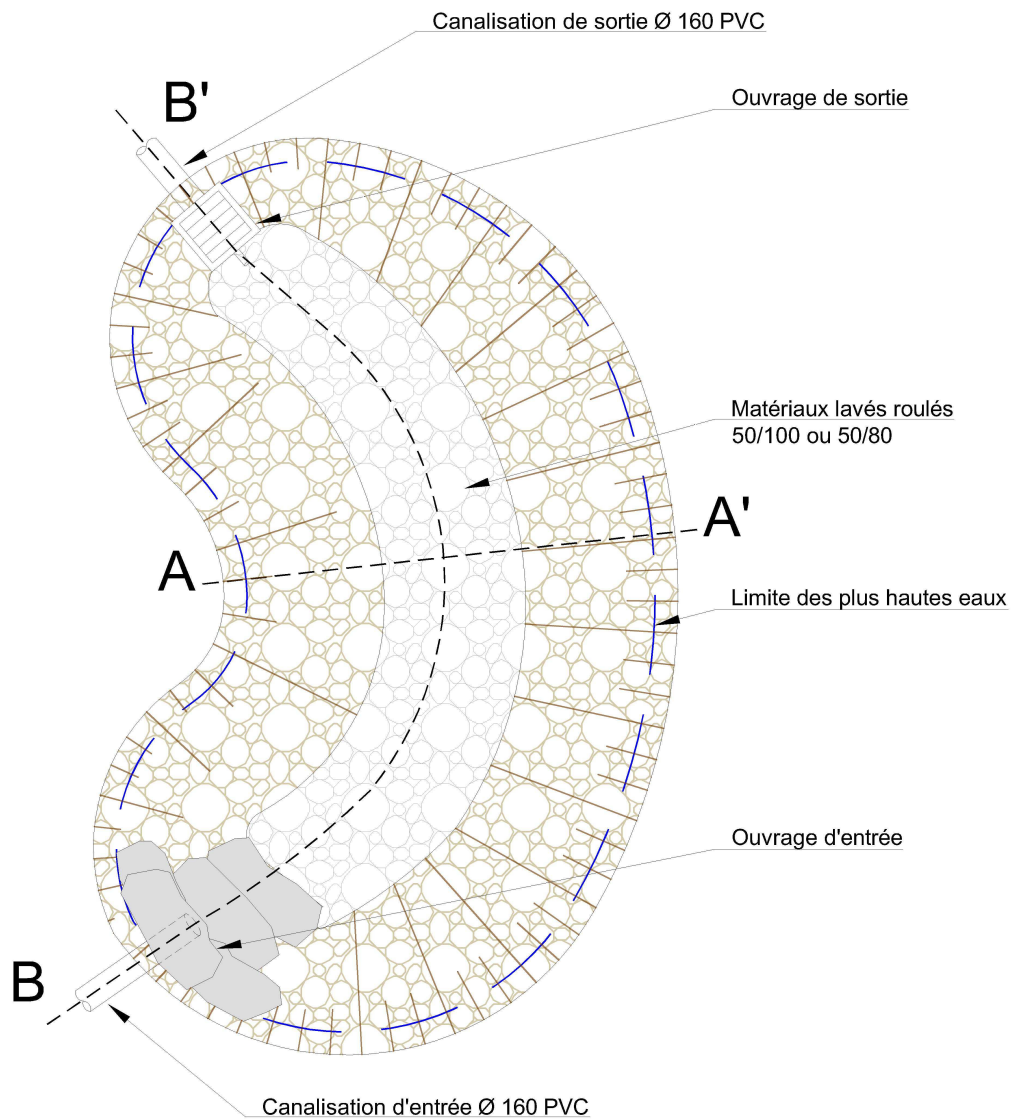 Canalisation de sortie Ø 160 PVC
B'
Ouvrage de sortie
Matériaux lavés roulés
50/100 ou 50/80
A'
A
Limite des plus hautes eaux
Ouvrage d'entrée
B
Canalisation d'entrée Ø 160 PVC